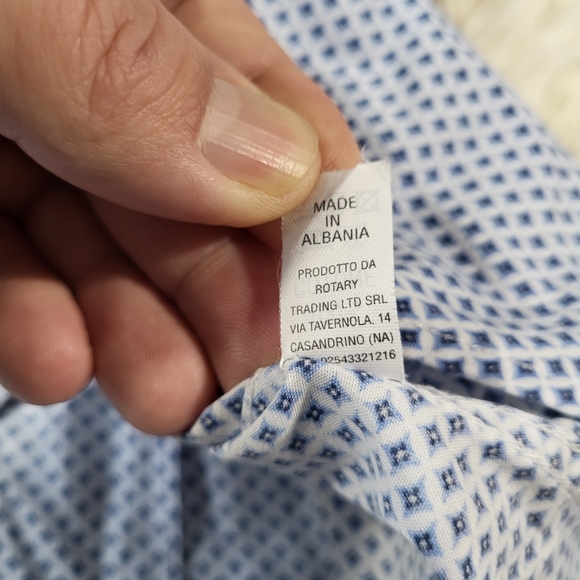 MADE
IN
ALBANIA
PRODOTTO DA
ROTARY
TRADING LTD SRL
VIA TAVERNOLA. 14
CASANDRINO (NA)
02543321216